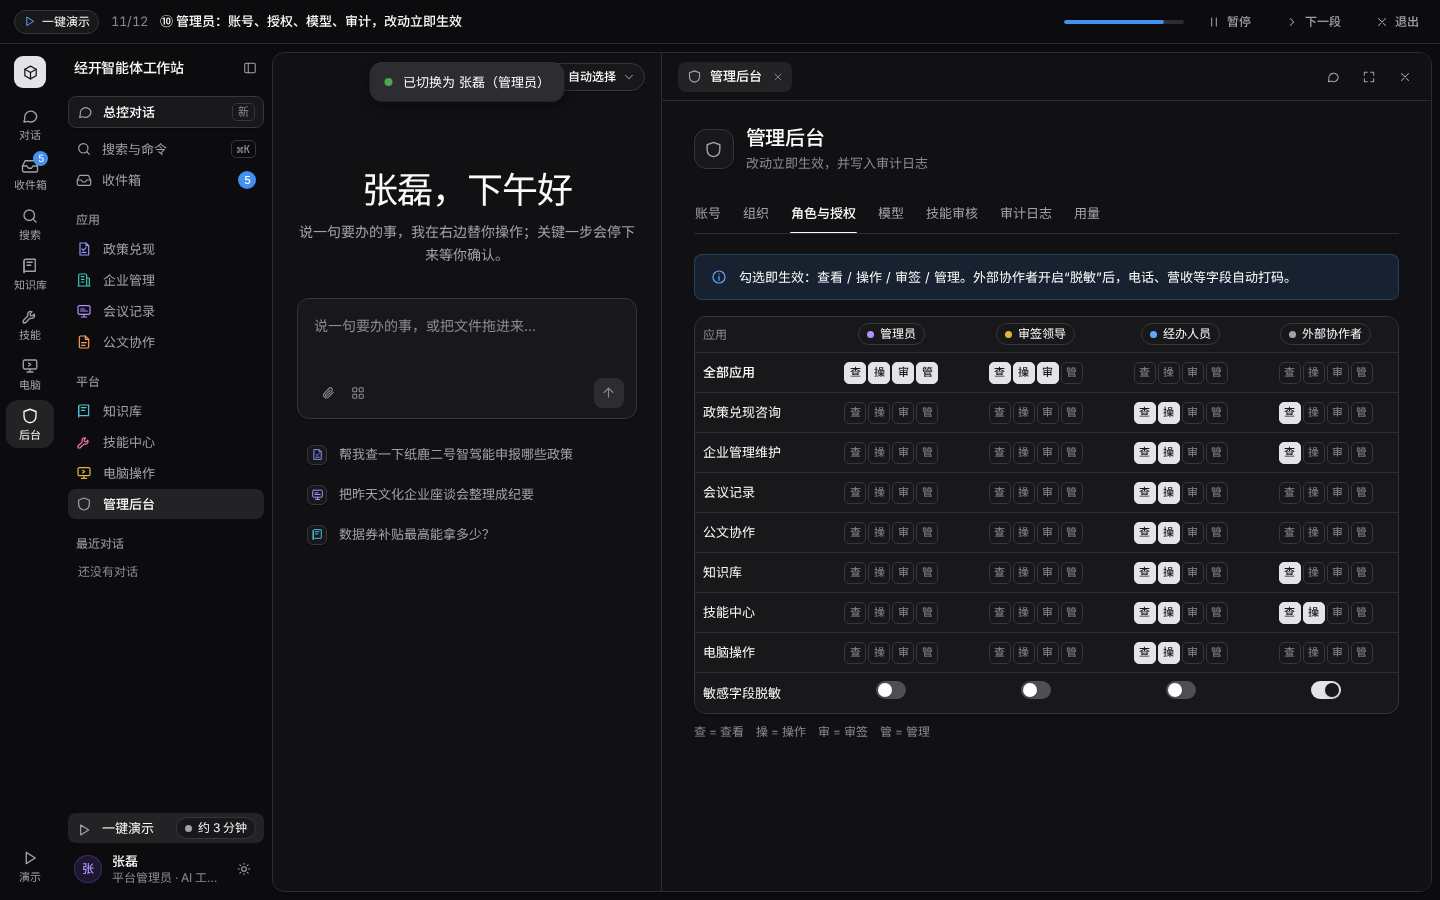 一键演示 11/12 ⑩ 管理员：账号、授权、模型、审计，改动立即生效 暂停 下一段 退出
对话
5
收件箱
搜索
知识库
技能
电脑
后台
演示
经开智能体工作站
总控对话 新
搜索与命令 ⌘K
收件箱 5
应用
政策兑现
企业管理
会议记录
公文协作
平台
知识库
技能中心
电脑操作
管理后台
最近对话
还没有对话
一键演示 约 3 分钟
张 张磊
平台管理员 · AI 工...
已切换为 张磊（管理员） 自动选择
张磊，下午好
说一句要办的事，我在右边替你操作；关键一步会停下
来等你确认。
说一句要办的事，或把文件拖进来...
帮我查一下纸鹿二号智驾能申报哪些政策
把昨天文化企业座谈会整理成纪要
数据券补贴最高能拿多少？
管理后台
管理后台
改动立即生效，并写入审计日志
账号 组织 角色与授权 模型 技能审核 审计日志 用量
勾选即生效：查看 / 操作 / 审签 / 管理。外部协作者开启“脱敏”后，电话、营收等字段自动打码。
应用 管理员 审签领导 经办人员 外部协作者
全部应用 查 操 审 管 查 操 审 管 查 操 审 管 查 操 审 管
政策兑现咨询 查 操 审 管 查 操 审 管 查 操 审 管 查 操 审 管
企业管理维护 查 操 审 管 查 操 审 管 查 操 审 管 查 操 审 管
会议记录 查 操 审 管 查 操 审 管 查 操 审 管 查 操 审 管
公文协作 查 操 审 管 查 操 审 管 查 操 审 管 查 操 审 管
知识库 查 操 审 管 查 操 审 管 查 操 审 管 查 操 审 管
技能中心 查 操 审 管 查 操 审 管 查 操 审 管 查 操 审 管
电脑操作 查 操 审 管 查 操 审 管 查 操 审 管 查 操 审 管
敏感字段脱敏
查 = 查看 操 = 操作 审 = 审签 管 = 管理